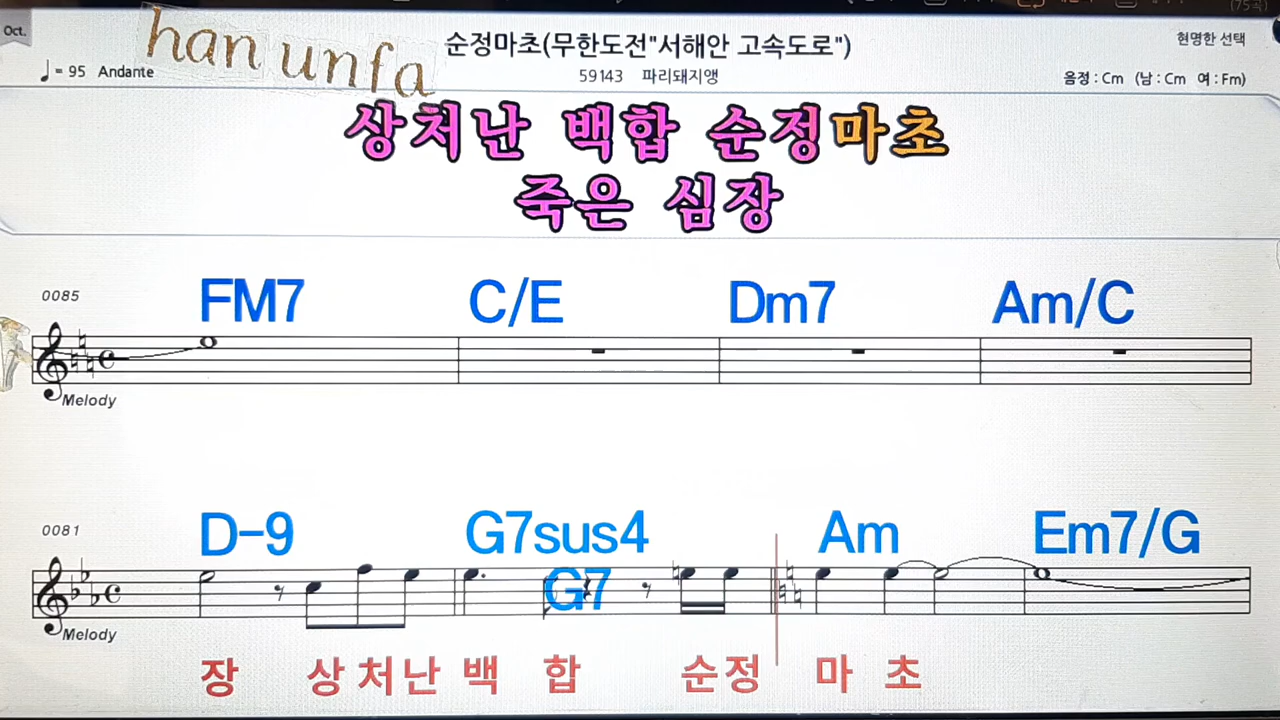 (75곡)
Oct.
han unfa
순정마초(무한도전"서해안 고속도로")
현명한 선택
♩= 95 Andante
59143 파리돼지앵
음정 : Cm (남 : Cm 여 : Fm)
상처난 백합 순정마초
죽은 심장
0085
FM7 C/E Dm7 Am/C
Melody
0081
D-9 G7sus4 G7 Am Em7/G
Melody
장 상처난 백 합 순정 마 초